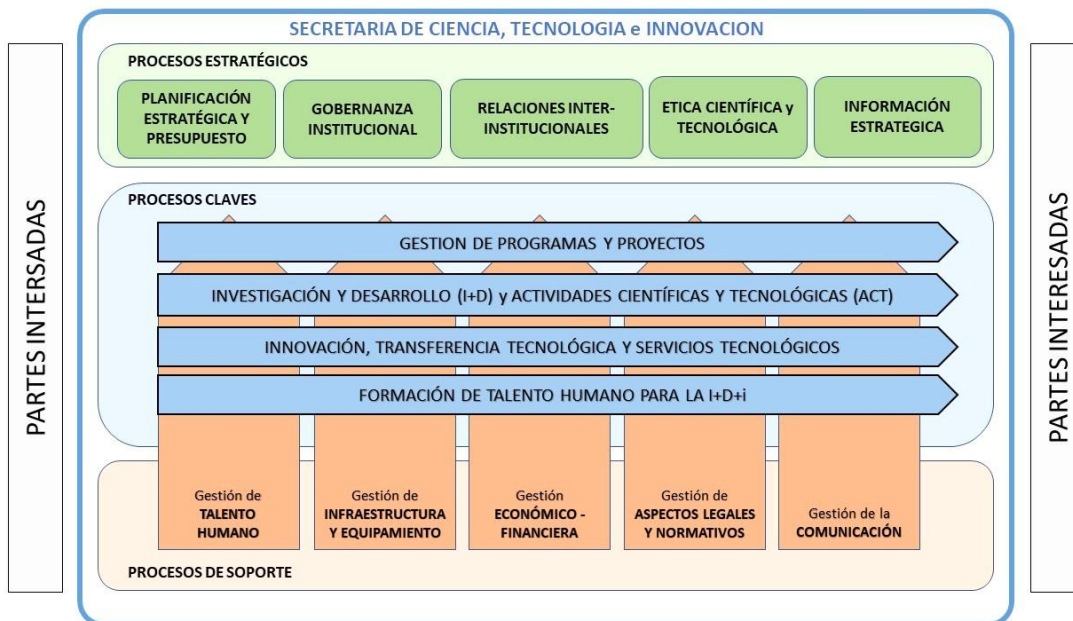 SECRETARIA DE CIENCIA, TECNOLOGIA e INNOVACION
PARTES INTERSADAS
PROCESOS ESTRATÉGICOS
PLANIFICACIÓN
ESTRATÉGICA Y
PRESUPUESTO
GOBERNANZA
INSTITUCIONAL
RELACIONES INTER-
INSTITUCIONALES
ETICA CIENTÍFICA y
TECNOLÓGICA
INFORMACIÓN
ESTRATEGICA
PROCESOS CLAVES
GESTION DE PROGRAMAS Y PROYECTOS
INVESTIGACIÓN Y DESARROLLO (I+D) y ACTIVIDADES CIENTÍFICAS Y TECNOLÓGICAS (ACT)
INNOVACIÓN, TRANSFERENCIA TECNOLÓGICA Y SERVICIOS TECNOLÓGICOS
FORMACIÓN DE TALENTO HUMANO PARA LA I+D+i
Gestión de
TALENTO
HUMANO
Gestión de
INFRAESTRUCTURA
Y EQUIPAMIENTO
Gestión
ECONÓMICO -
FINANCIERA
Gestión de
ASPECTOS LEGALES
Y NORMATIVOS
Gestión de la
COMUNICACIÓN
PROCESOS DE SOPORTE
PARTES INTERESADAS